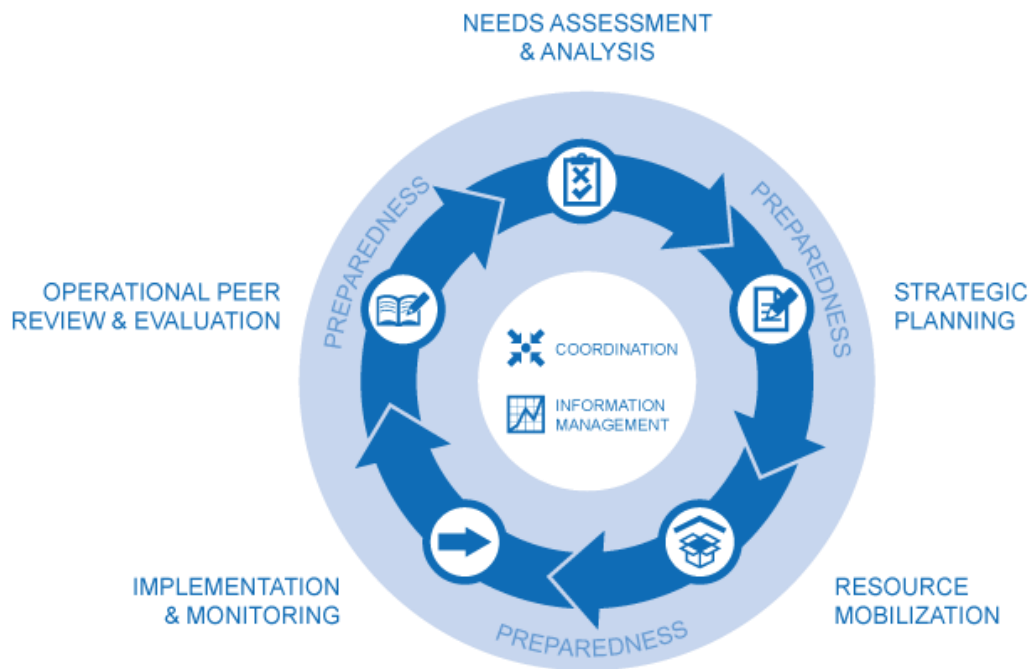 NEEDS ASSESSMENT
& ANALYSIS
PREPAREDNESS
PREPAREDNESS
OPERATIONAL PEER
REVIEW & EVALUATION
STRATEGIC
PLANNING
COORDINATION
INFORMATION
MANAGEMENT
IMPLEMENTATION
& MONITORING
RESOURCE
MOBILIZATION
PREPAREDNESS